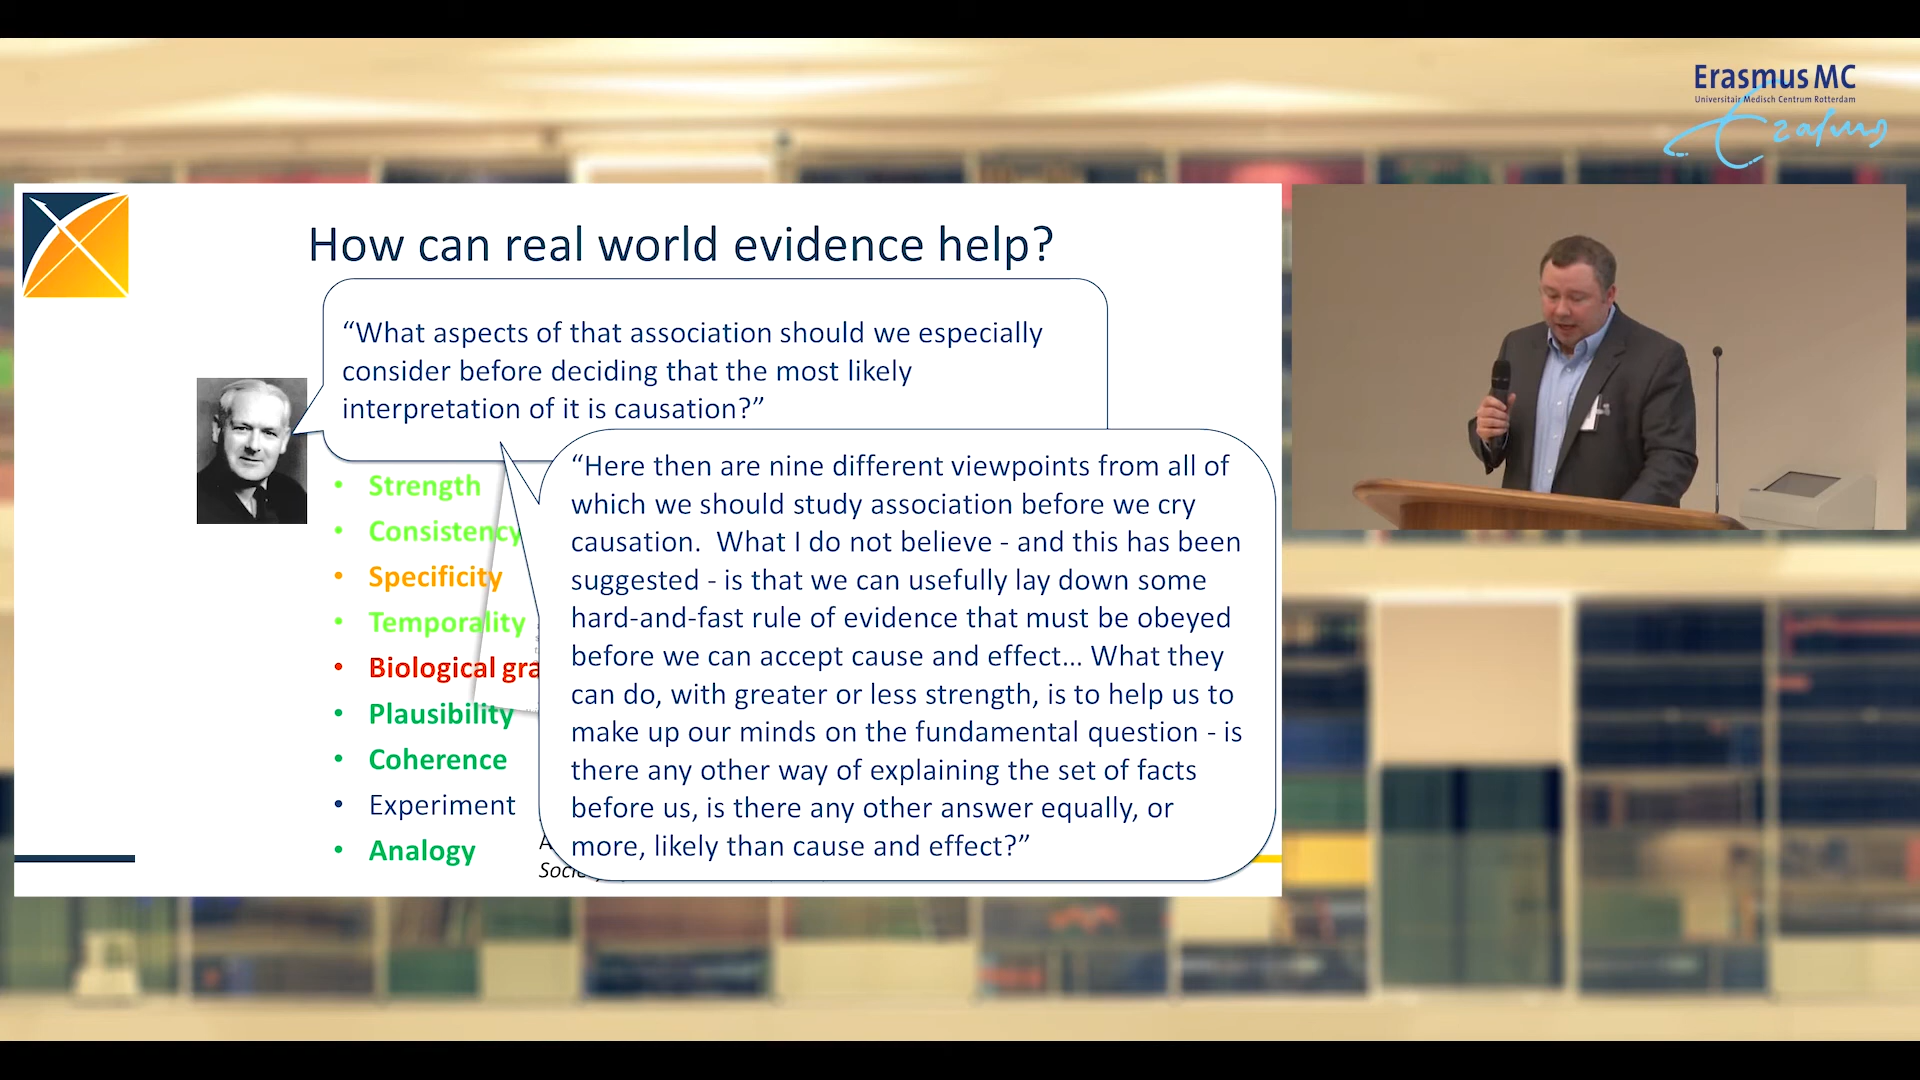 Erasmus MC
Universitair Medisch Centrum Rotterdam
Erasmus
How can real world evidence help?
“What aspects of that association should we especially
consider before deciding that the most likely
interpretation of it is causation?”
“Here then are nine different viewpoints from all of
which we should study association before we cry
causation. What I do not believe - and this has been
suggested - is that we can usefully lay down some
hard-and-fast rule of evidence that must be obeyed
before we can accept cause and effect... What they
can do, with greater or less strength, is to help us to
make up our minds on the fundamental question - is
there any other way of explaining the set of facts
before us, is there any other answer equally, or
more, likely than cause and effect?”
• Strength
• Consistency
• Specificity
• Temporality
• Biological gra
• Plausibility
• Coherence
• Experiment
• Analogy